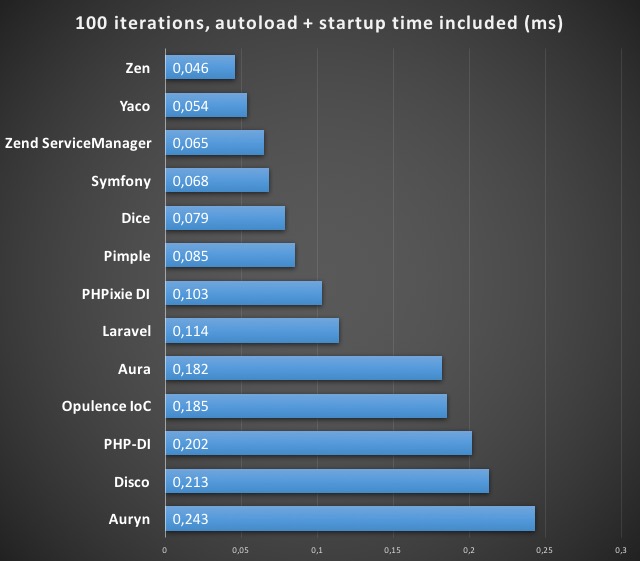 100 iterations, autoload + startup time included (ms)
Zen 0,046
Yaco 0,054
Zend ServiceManager 0,065
Symfony 0,068
Dice 0,079
Pimple 0,085
PHPixie DI 0,103
Laravel 0,114
Aura 0,182
Opulence IoC 0,185
PHP-DI 0,202
Disco 0,213
Auryn 0,243
0 0,05 0,1 0,15 0,2 0,25 0,3